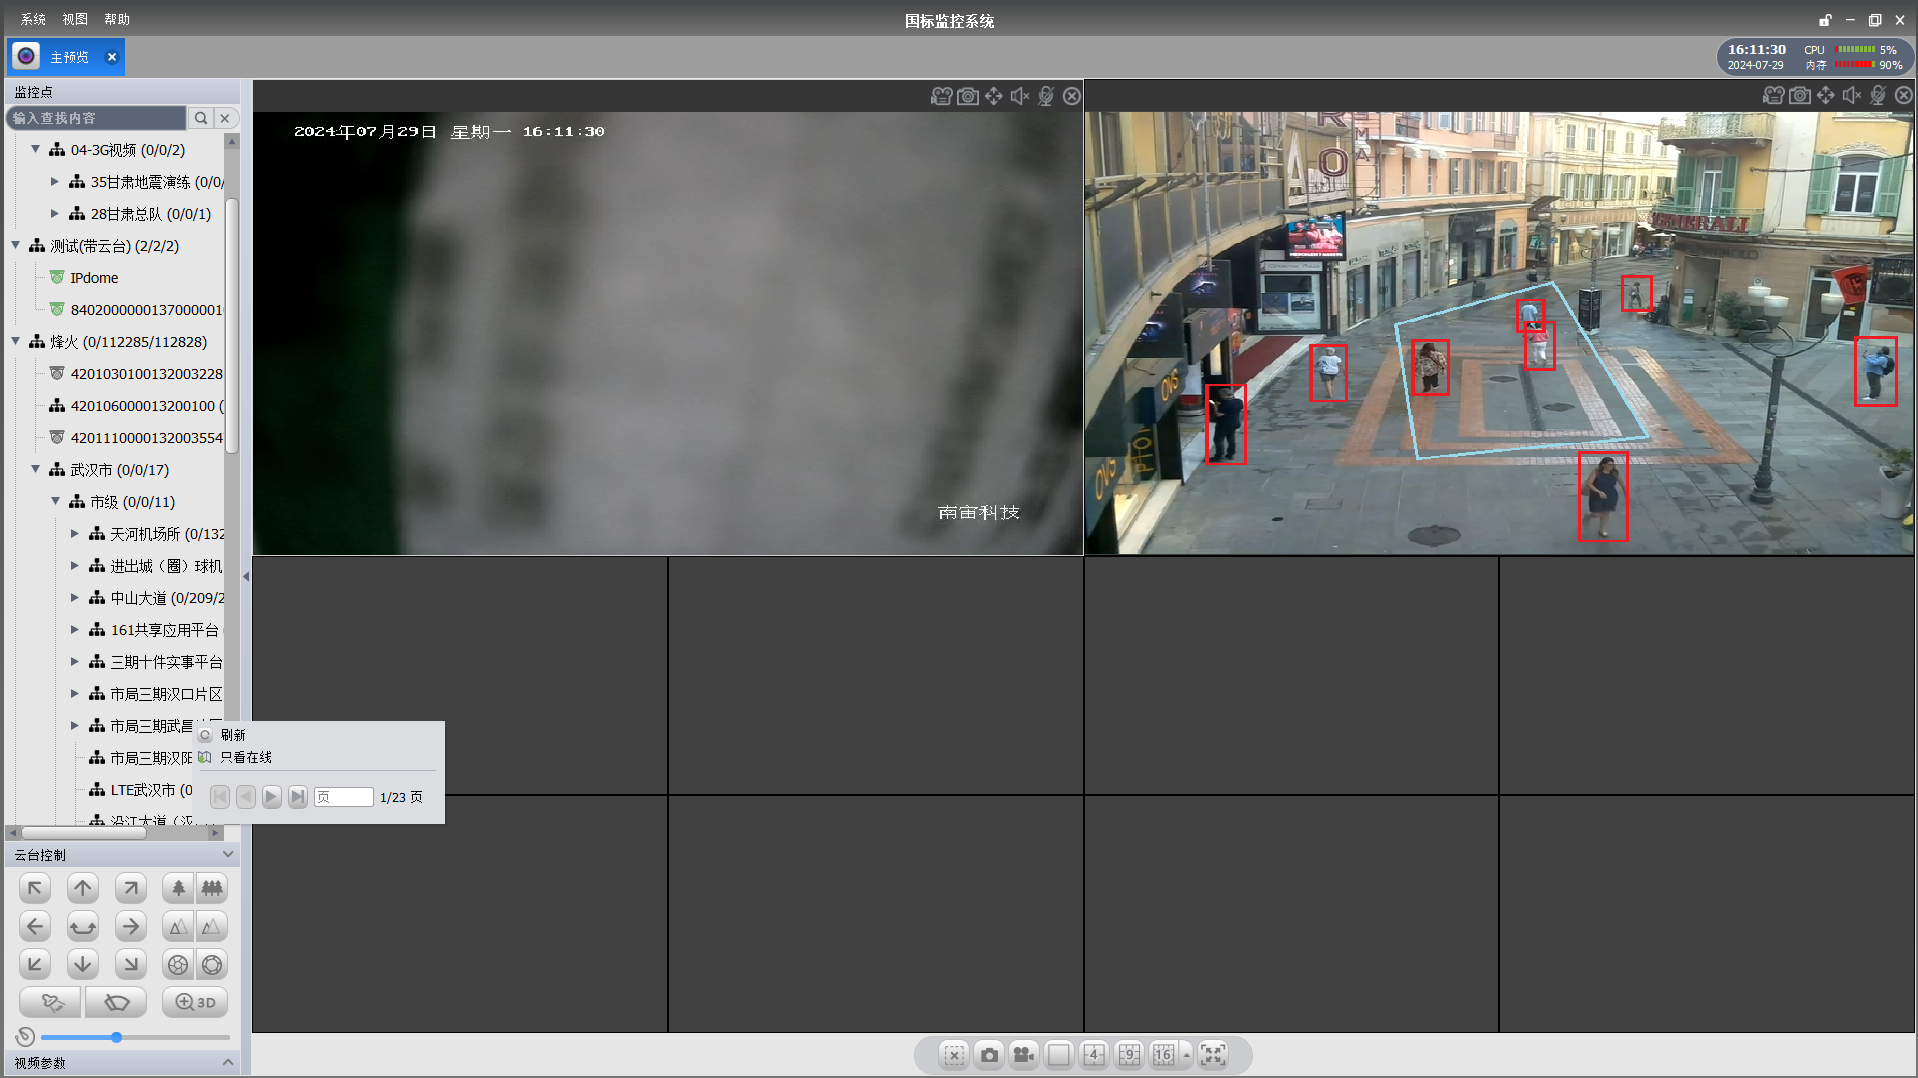 系统 视图 帮助
国标监控系统
主预览
16:11:30 CPU 5%
2024-07-29 内存 90%
监控点
输入查找内容
04-3G视频 (0/0/2)
35甘肃地震演练 (0/0/
28甘肃总队 (0/0/1)
测试(带云台) (2/2/2)
IPdome
8402000000137000001
烽火 (0/112285/112828)
4201030100132003228
420106000013200100 (
42011100001320035​54
武汉市 (0/0/17)
市级 (0/0/11)
天河机场所 (0/132
进出城（圈）球机
中山大道 (0/209/2
161共享应用平台
三期十件实事平台
市局三期汉口片区
市局三期武昌
市局三期汉阳
LTE武汉市 (0
沿江大道（汉
刷新
只看在线
页 1/23 页
云台控制
3D
视频参数
2024年07月29日 星期一 16:11:30
南宙科技
GENERALI
OVS
OVS
4 9 16